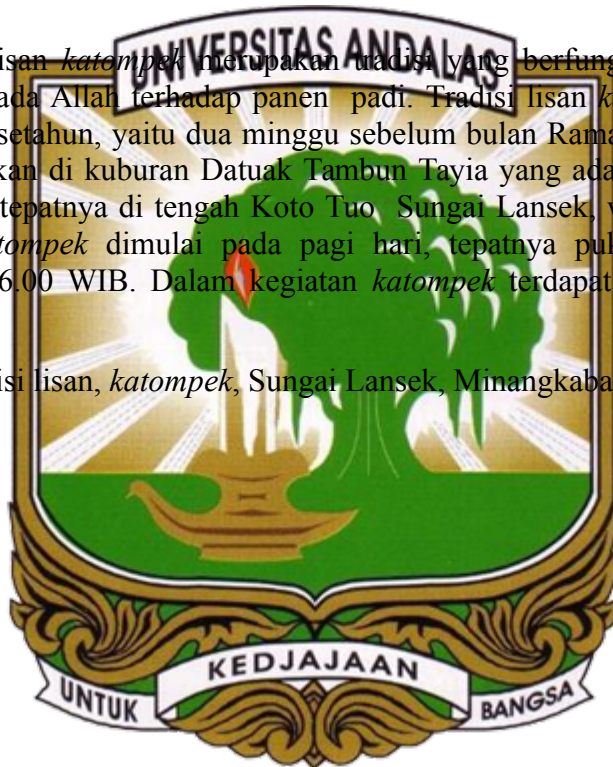 UNIVERSITAS ANDALAS
isan katompek merupakan tradisi yang berfung
ada Allah terhadap panen padi. Tradisi lisan k
setahun, yaitu dua minggu sebelum bulan Rama
kan di kuburan Datuak Tambun Tayia yang ada
tepatnya di tengah Koto Tuo Sungai Lansek,
tompek dimulai pada pagi hari, tepatnya puk
6.00 WIB. Dalam kegiatan katompek terdapat
isi lisan, katompek, Sungai Lansek, Minangkaba
UNTUK KEDJAJAAN BANGSA